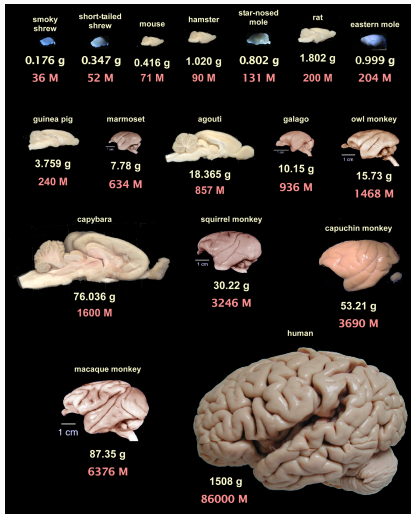 smoky shrew
0.176 g
36 M
short-tailed shrew
0.347 g
52 M
mouse
0.416 g
71 M
hamster
1.020 g
90 M
star-nosed mole
0.802 g
131 M
rat
1.802 g
200 M
eastern mole
0.999 g
204 M
guinea pig
3.759 g
240 M
marmoset
1 cm
7.78 g
634 M
agouti
18.365 g
857 M
galago
10.15 g
936 M
owl monkey
1 cm
15.73 g
1468 M
capybara
76.036 g
1600 M
squirrel monkey
1 cm
30.22 g
3246 M
capuchin monkey
53.21 g
3690 M
macaque monkey
1 cm
87.35 g
6376 M
human
1508 g
86000 M